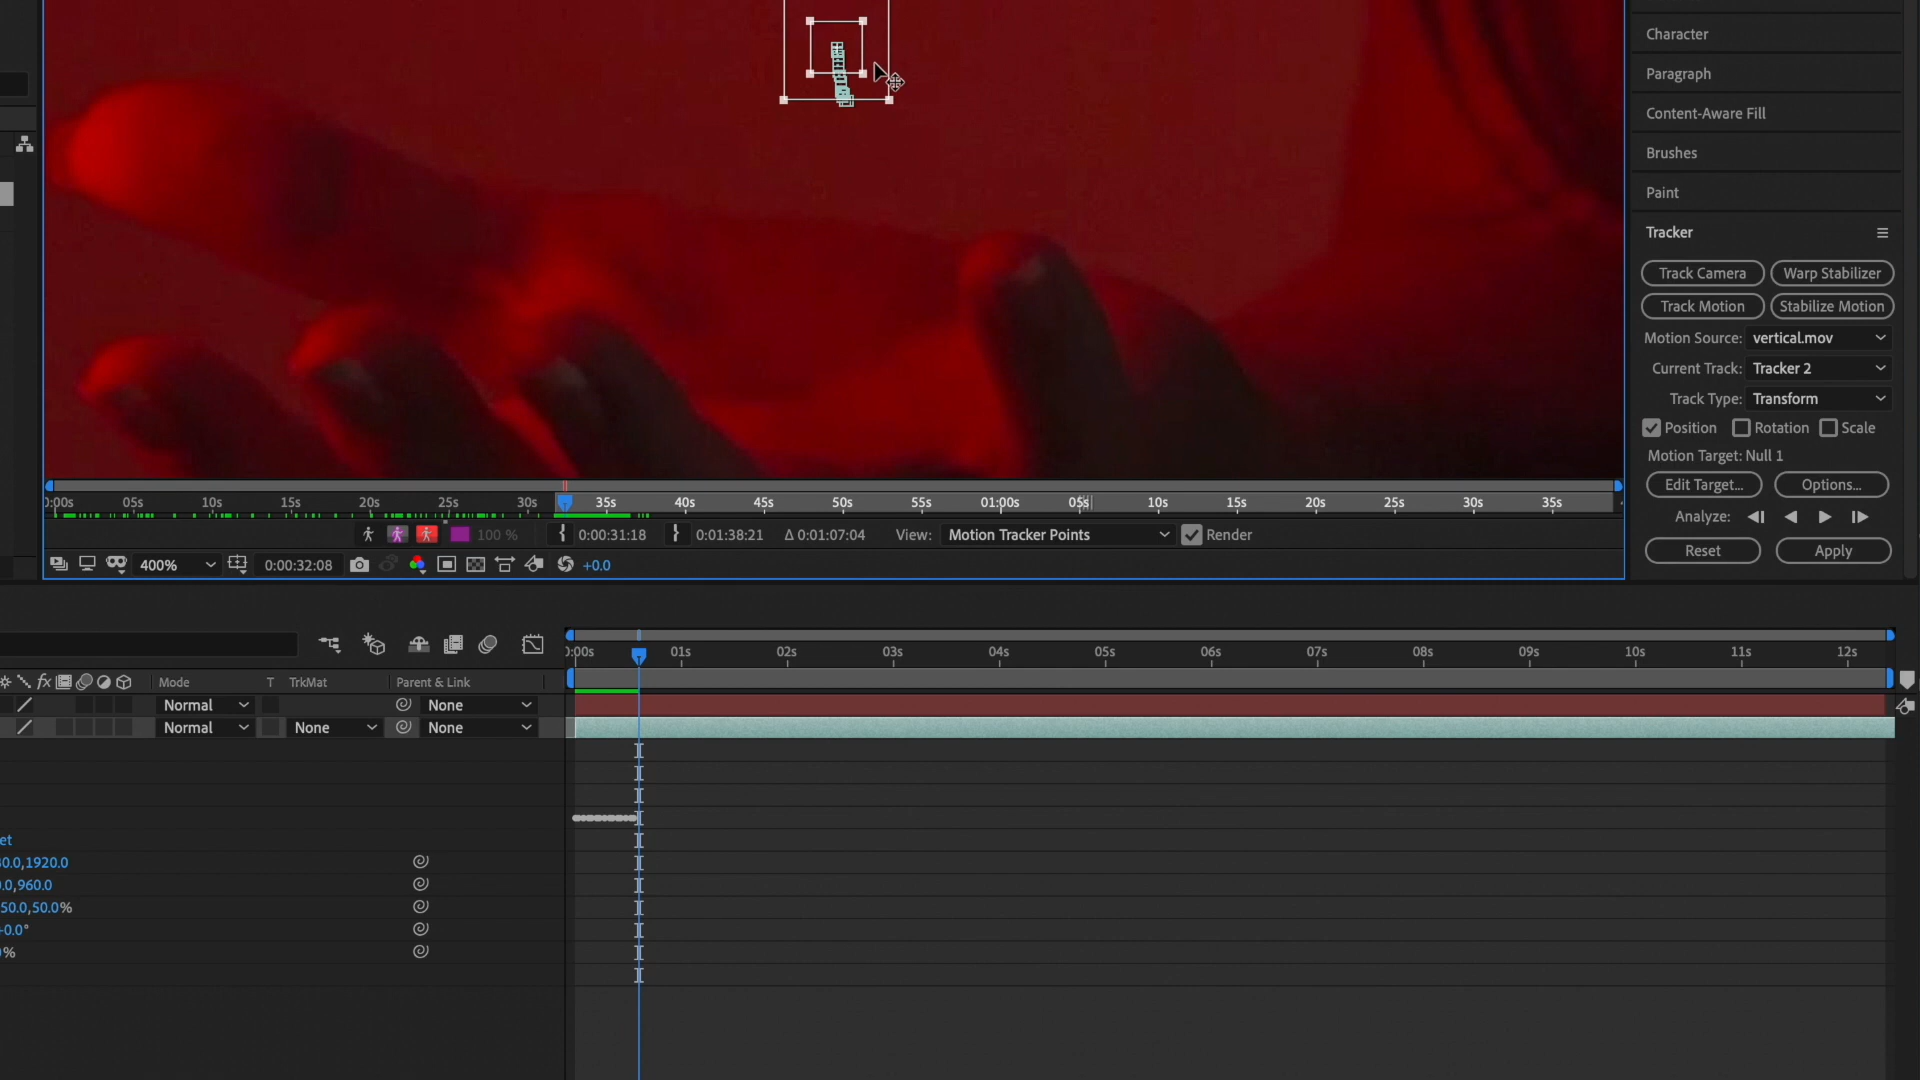 Character
Paragraph
Content-Aware Fill
Brushes
Paint
Tracker
Track Camera Warp Stabilizer
Track Motion Stabilize Motion
Motion Source: vertical.mov
Current Track: Tracker 2
Track Type: Transform
Position Rotation Scale
Motion Target: Null 1
Edit Target... Options...
Analyze:
Reset Apply
0:00s 05s 10s 15s 20s 25s 30s 35s 40s 45s 50s 55s 01:00s 05s 10s 15s 20s 25s 30s 35s
100 % 0:00:31:18 0:01:38:21 Δ 0:01:07:04 View: Motion Tracker Points Render
400% 0:00:32:08 +0.0
:00s 01s 02s 03s 04s 05s 06s 07s 08s 09s 10s 11s 12s
fx Mode T TrkMat Parent & Link
Normal None
Normal None None
et
0.0,1920.0
.0,960.0
50.0,50.0%
+0.0°
%